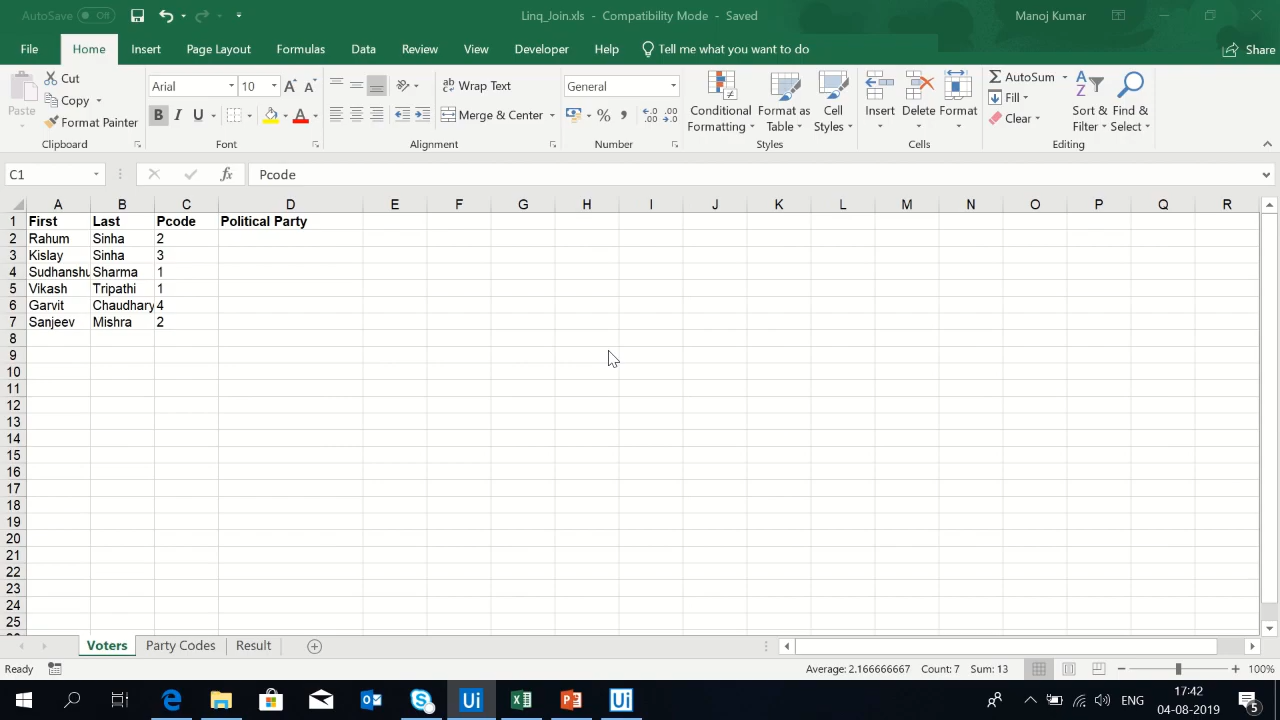 AutoSave Off Linq_Join.xls - Compatibility Mode - Saved Manoj Kumar
File Home Insert Page Layout Formulas Data Review View Developer Help Tell me what you want to do Share
Paste
Cut
Copy
Format Painter
Clipboard
Arial 10 A A
B I U A
Font
ab Wrap Text
Merge & Center
Alignment
General
% , .00 .0
Number
Conditional Formatting
Format as Table
Cell Styles
Styles
Insert Delete Format
Cells
AutoSum
Fill
Clear
Sort & Filter
Find & Select
Editing
C1 fx Pcode
A B C D E F G H I J K L M N O P Q R
1 First Last Pcode Political Party
2 Rahum Sinha 2
3 Kislay Sinha 3
4 Sudhanshu Sharma 1
5 Vikash Tripathi 1
6 Garvit Chaudhary 4
7 Sanjeev Mishra 2
8
9
10
11
12
13
14
15
16
17
18
19
20
21
22
23
24
25
Voters Party Codes Result
Ready Average: 2.166666667 Count: 7 Sum: 13 100%
Ui Ui ENG 17:42
04-08-2019 5